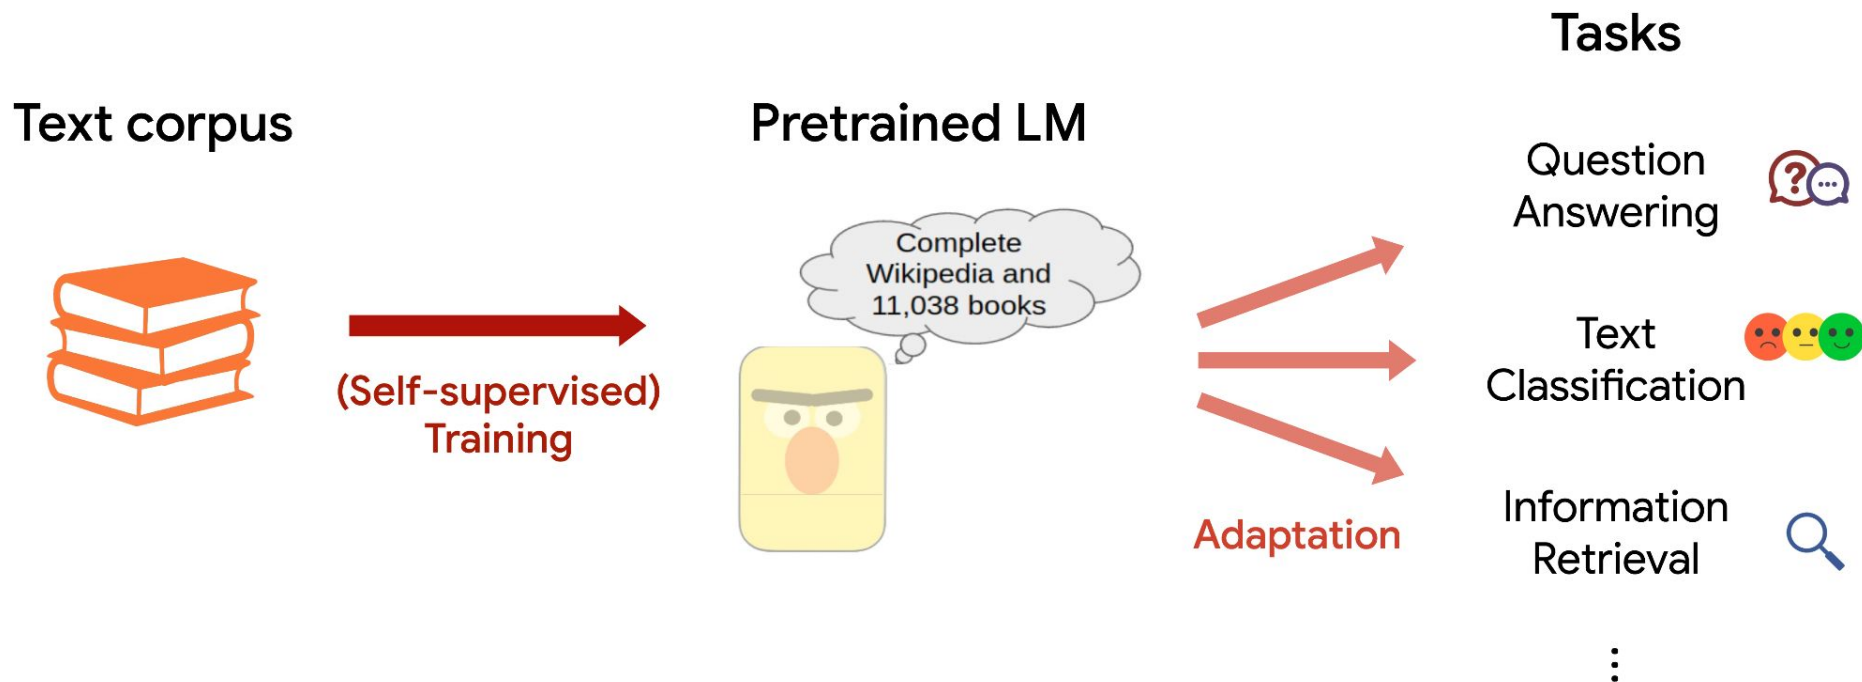 Text corpus
(Self-supervised)
Training
Pretrained LM
Complete
Wikipedia and
11,038 books
Adaptation
Tasks
Question
Answering
Text
Classification
Information
Retrieval
⋮